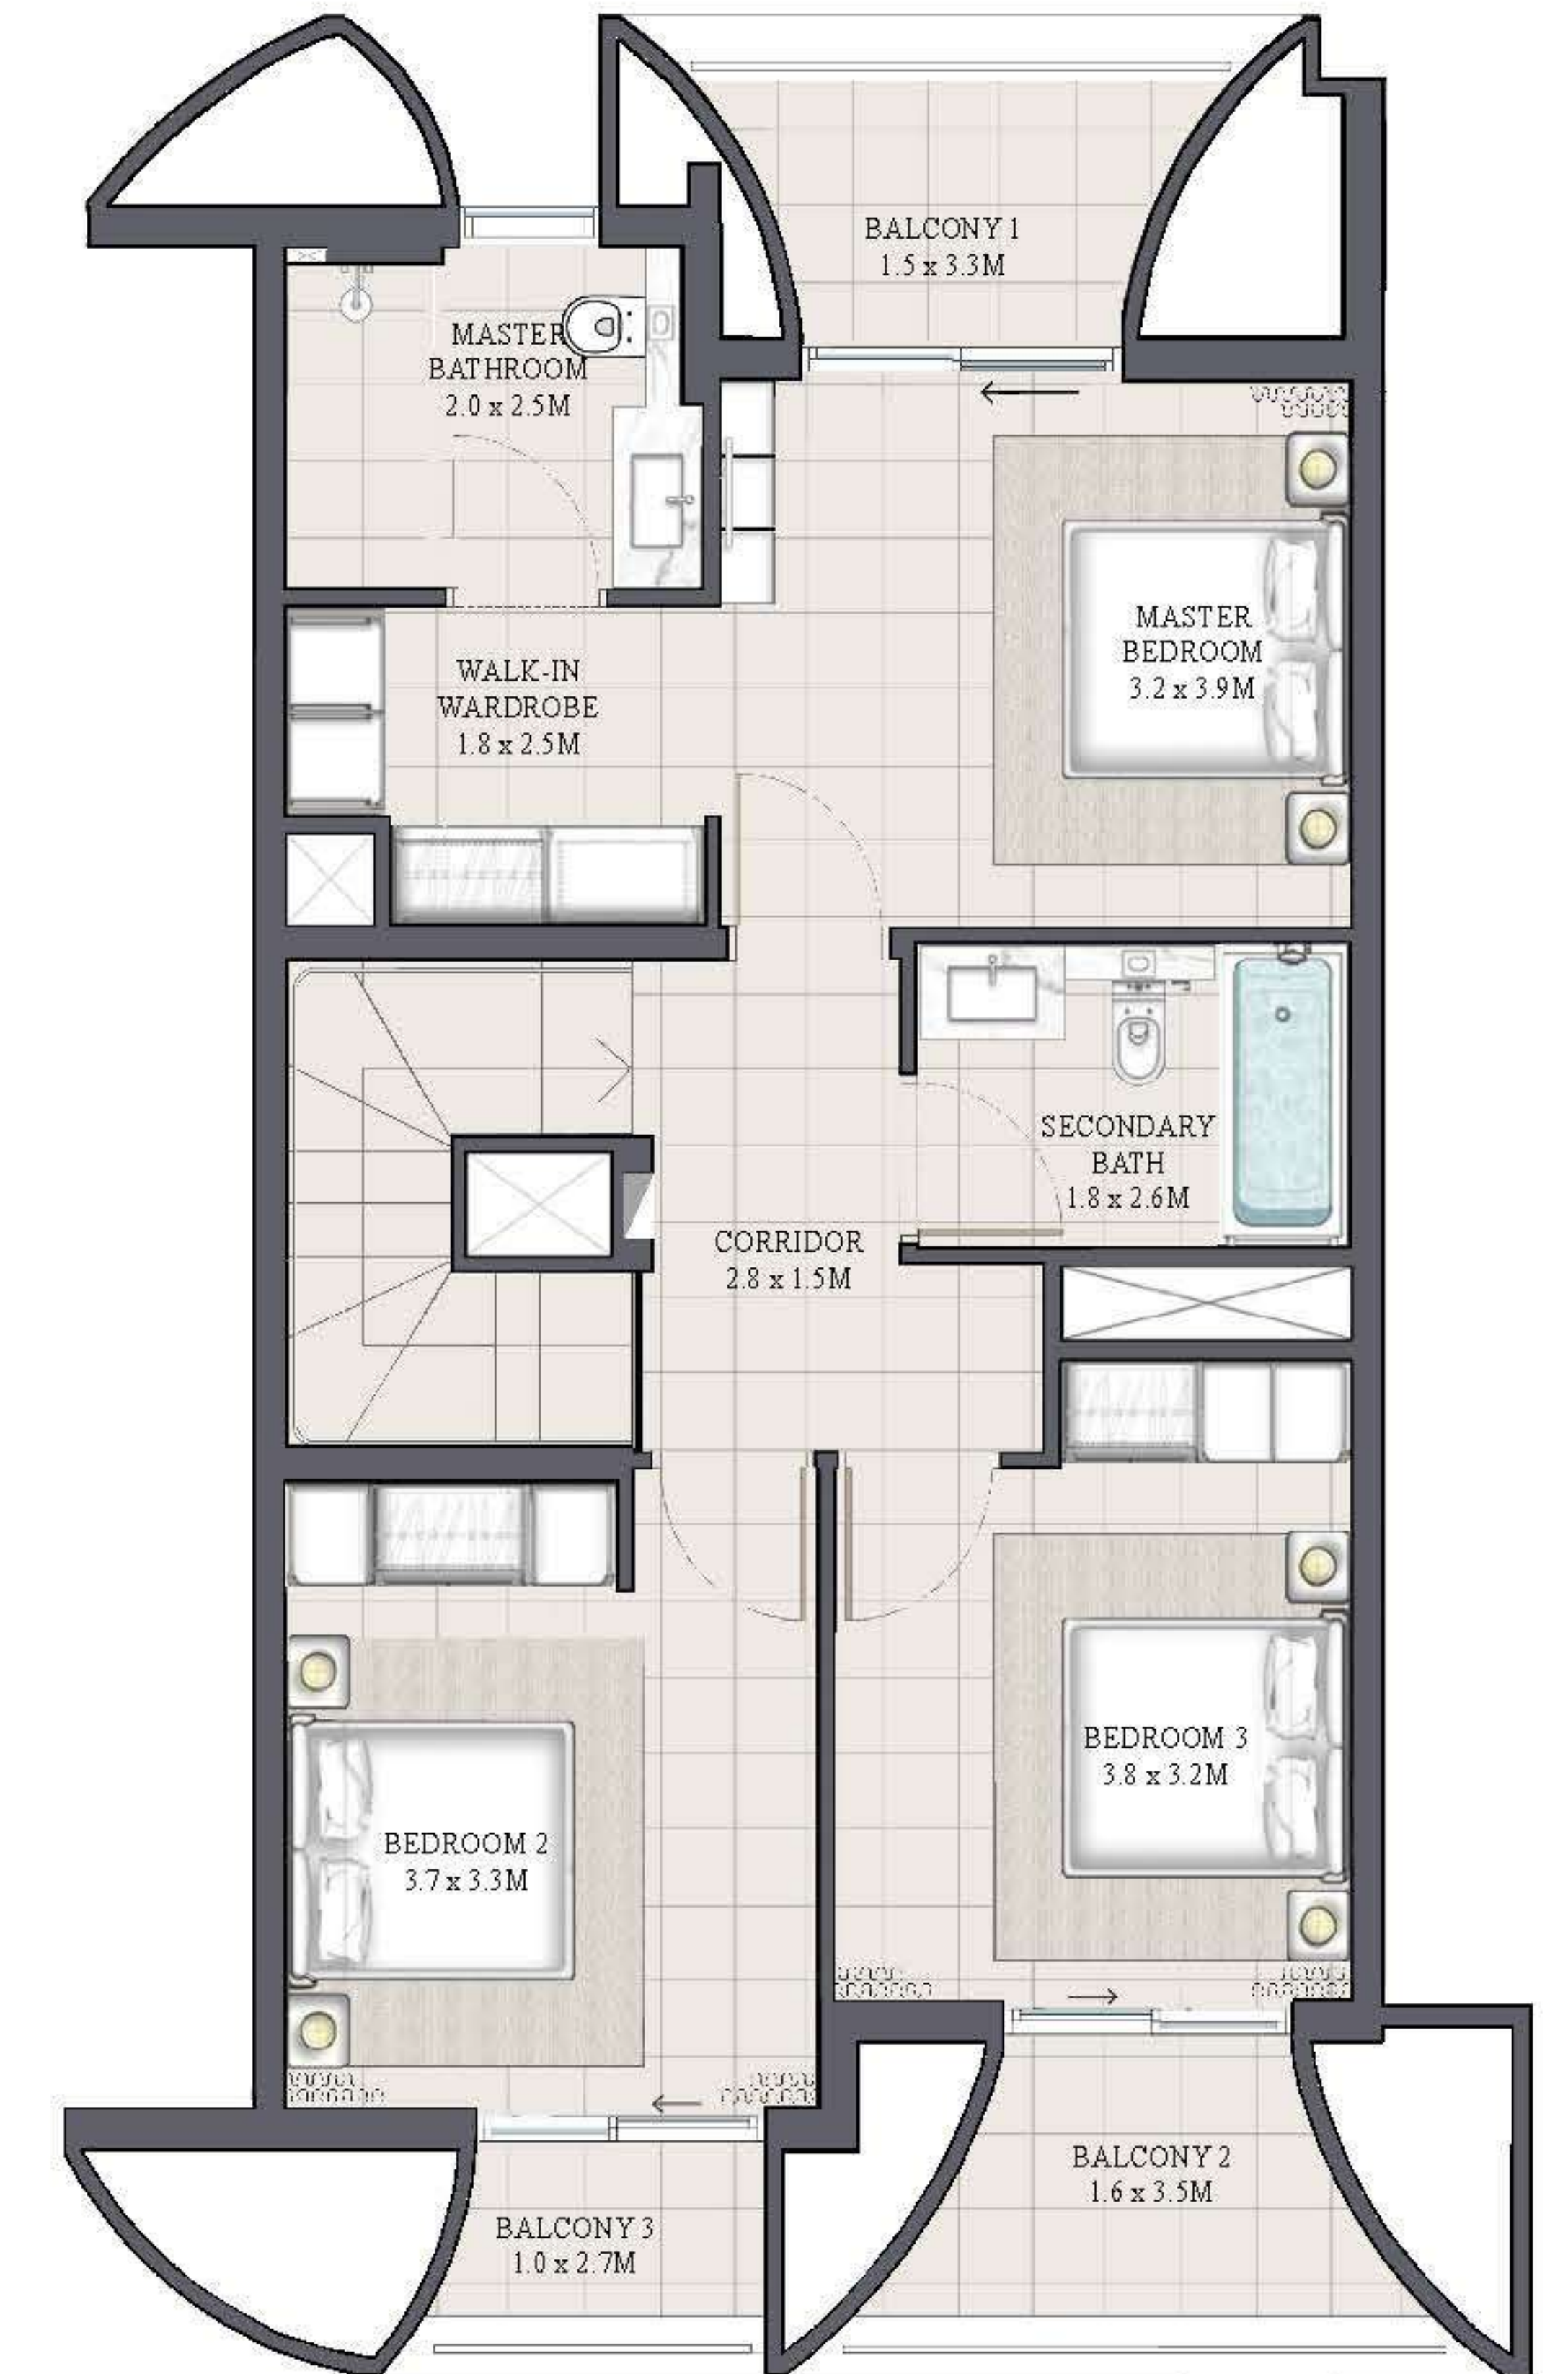 BALCONY 1
1.5 x 3.3M
MASTER
BATHROOM
2.0 x 2.5M
MASTER
BEDROOM
3.2 x 3.9M
WALK-IN
WARDROBE
1.8 x 2.5M
SECONDARY
BATH
1.8 x 2.6M
CORRIDOR
2.8 x 1.5M
BEDROOM 3
3.8 x 3.2M
BEDROOM 2
3.7 x 3.3M
BALCONY 2
1.6 x 3.5M
BALCONY 3
1.0 x 2.7M